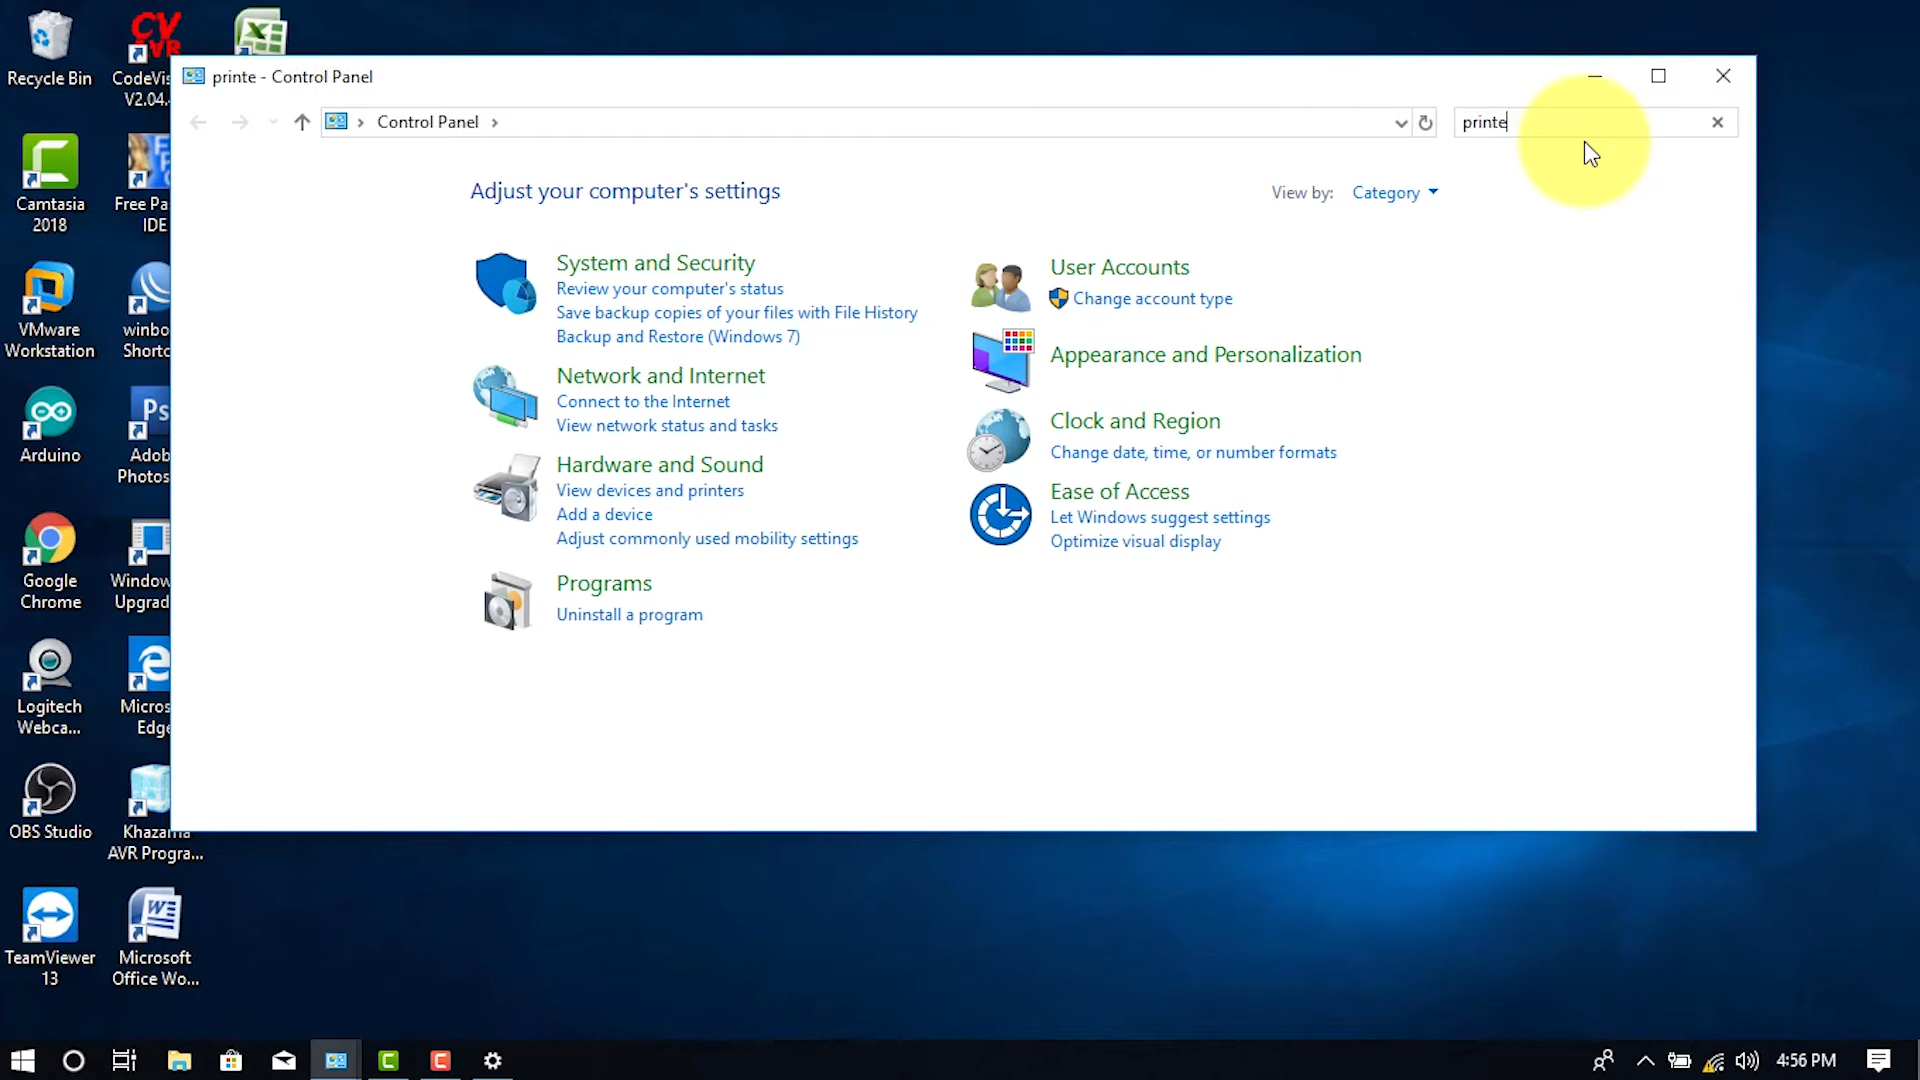 Recycle Bin
CV
AVR
CodeVis
V2.04.
printe - Control Panel
Control Panel
printe
Adjust your computer's settings
View by: Category
System and Security
Review your computer's status
Save backup copies of your files with File History
Backup and Restore (Windows 7)
Network and Internet
Connect to the Internet
View network status and tasks
Hardware and Sound
View devices and printers
Add a device
Adjust commonly used mobility settings
Programs
Uninstall a program
User Accounts
Change account type
Appearance and Personalization
Clock and Region
Change date, time, or number formats
Ease of Access
Let Windows suggest settings
Optimize visual display
Camtasia
2018
Free Pa
IDE
VMware
Workstation
winbo
Shortc
Arduino
Ps
Adob
Photos
Google
Chrome
Window
Upgrad
Logitech
Webca...
Micros
Edge
OBS Studio
Khazama
AVR Progra...
TeamViewer
13
Microsoft
Office Wo...
4:56 PM